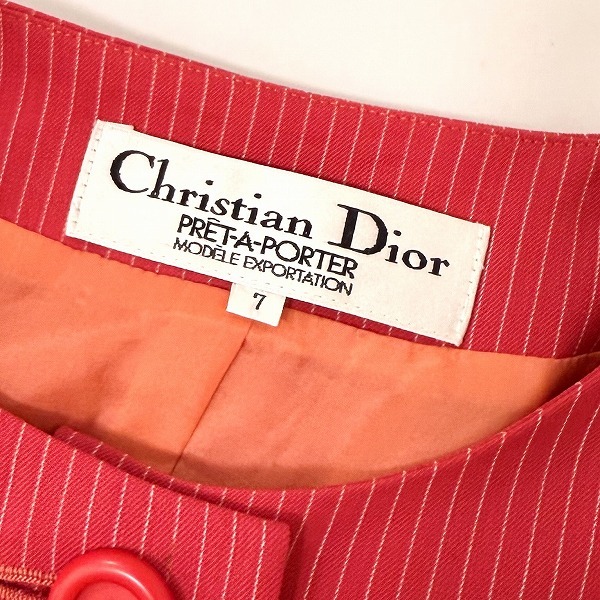 Christian Dior
PRÊT-A-PORTER
MODÈLE EXPORTATION
7